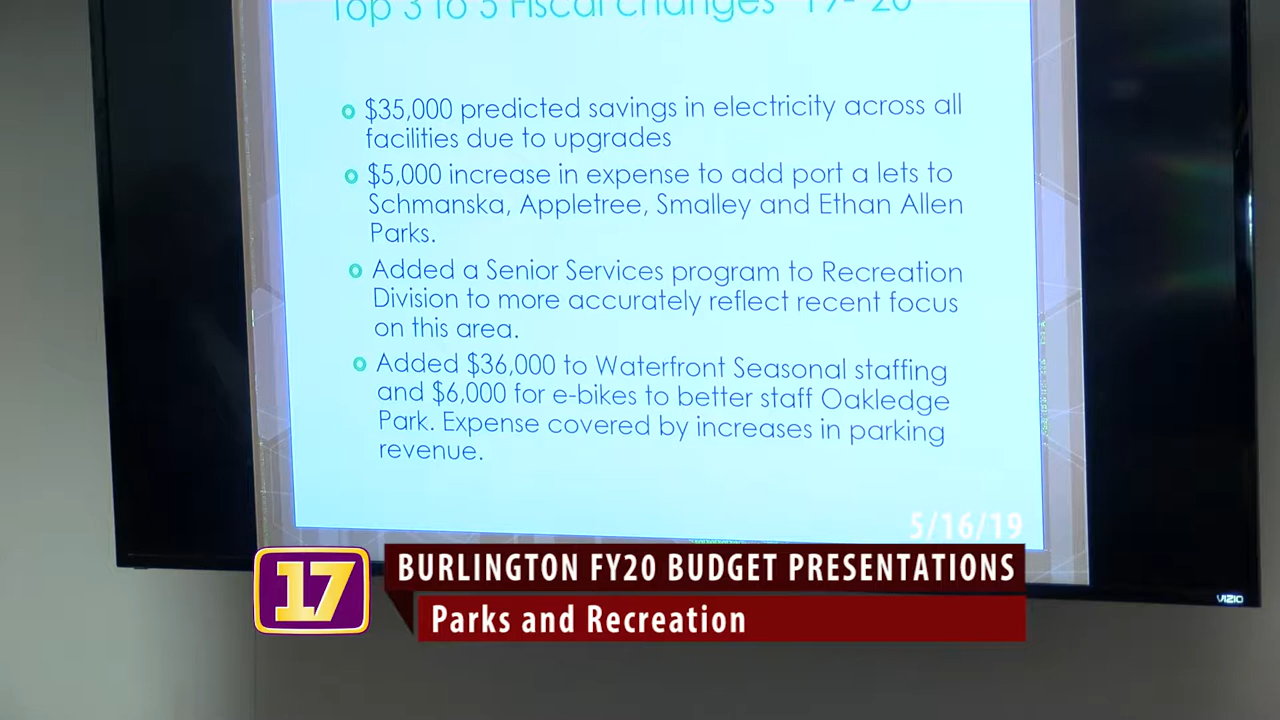 Top 3 to 5 Fiscal changes '19-'20
$35,000 predicted savings in electricity across all
facilities due to upgrades
$5,000 increase in expense to add port a lets to
Schmanska, Appletree, Smalley and Ethan Allen
Parks.
Added a Senior Services program to Recreation
Division to more accurately reflect recent focus
on this area.
Added $36,000 to Waterfront Seasonal staffing
and $6,000 for e-bikes to better staff Oakledge
Park. Expense covered by increases in parking
revenue.
5/16/19
17
BURLINGTON FY20 BUDGET PRESENTATIONS
Parks and Recreation
VIZIO